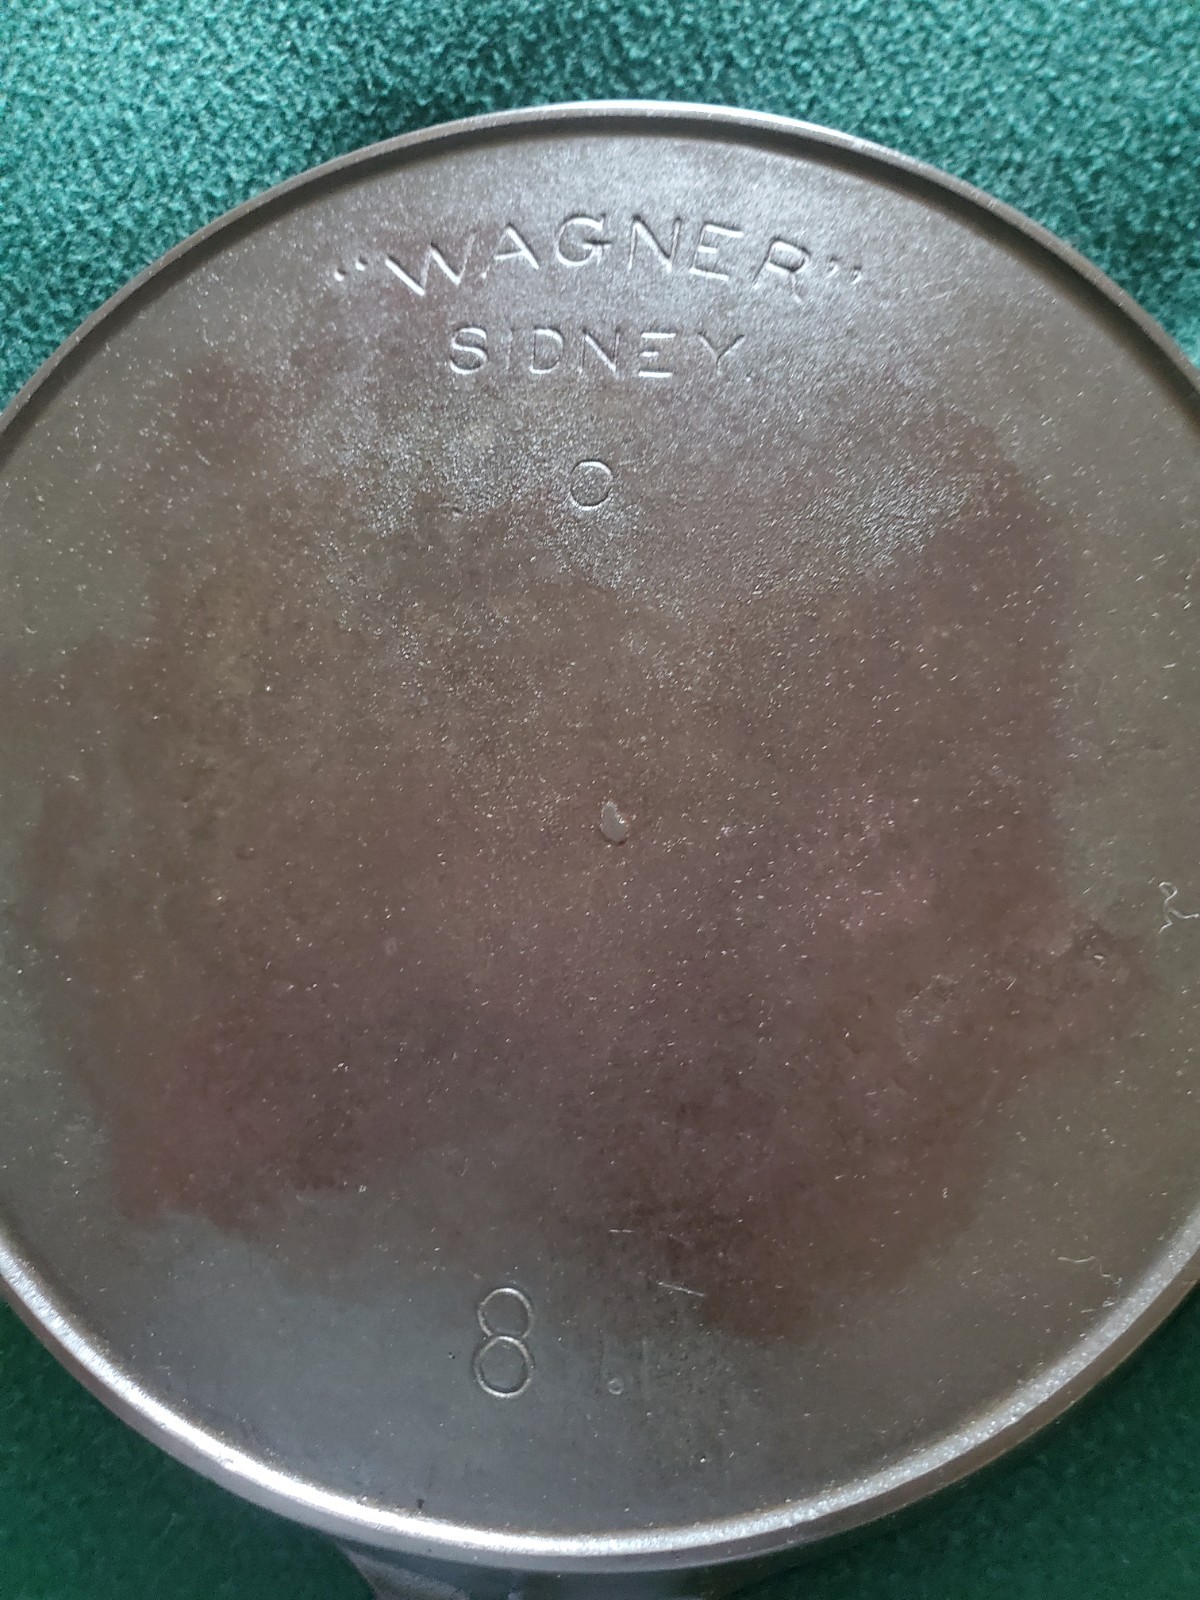 “WAGNER”
SIDNEY.
O
8